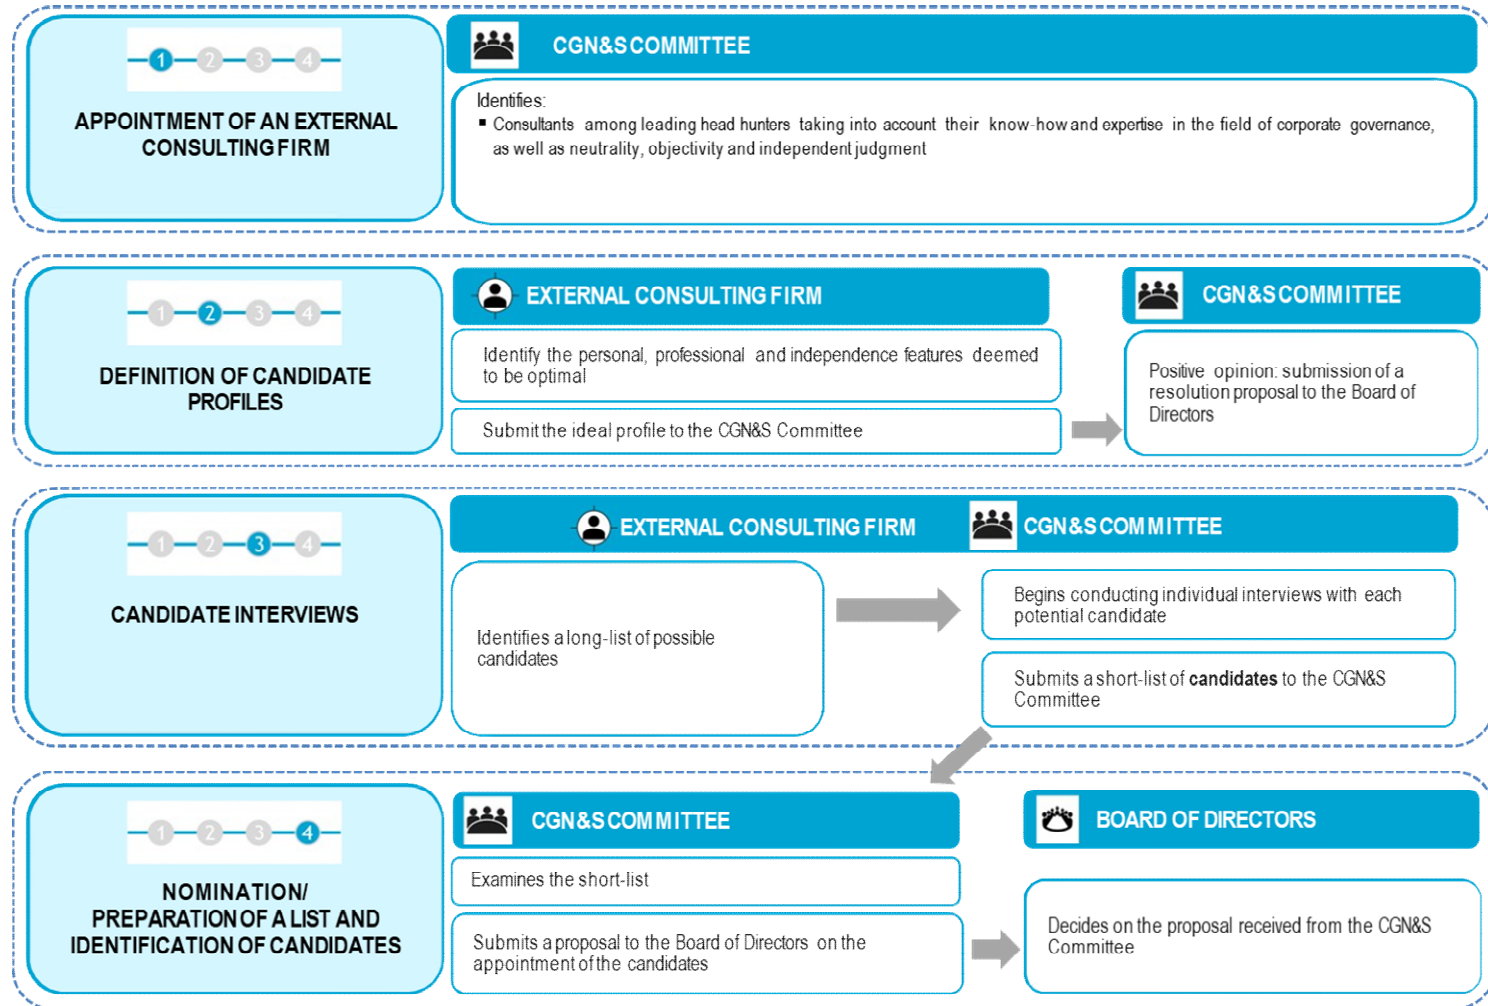 1 2 3 4
APPOINTMENT OF AN EXTERNAL
CONSULTING FIRM
CGN&S COMMITTEE
Identifies:
▪ Consultants among leading head hunters taking into account their know-how and expertise in the field of corporate governance,
as well as neutrality, objectivity and independent judgment
1 2 3 4
DEFINITION OF CANDIDATE
PROFILES
EXTERNAL CONSULTING FIRM
Identify the personal, professional and independence features deemed
to be optimal
Submit the ideal profile to the CGN&S Committee
CGN&S COMMITTEE
Positive opinion: submission of a
resolution proposal to the Board of
Directors
1 2 3 4
CANDIDATE INTERVIEWS
EXTERNAL CONSULTING FIRM
CGN&S COMMITTEE
Identifies a long-list of possible
candidates
Begins conducting individual interviews with each
potential candidate
Submits a short-list of candidates to the CGN&S
Committee
1 2 3 4
NOMINATION/
PREPARATION OF A LIST AND
IDENTIFICATION OF CANDIDATES
CGN&S COMMITTEE
Examines the short-list
Submits a proposal to the Board of Directors on the
appointment of the candidates
BOARD OF DIRECTORS
Decides on the proposal received from the CGN&S
Committee